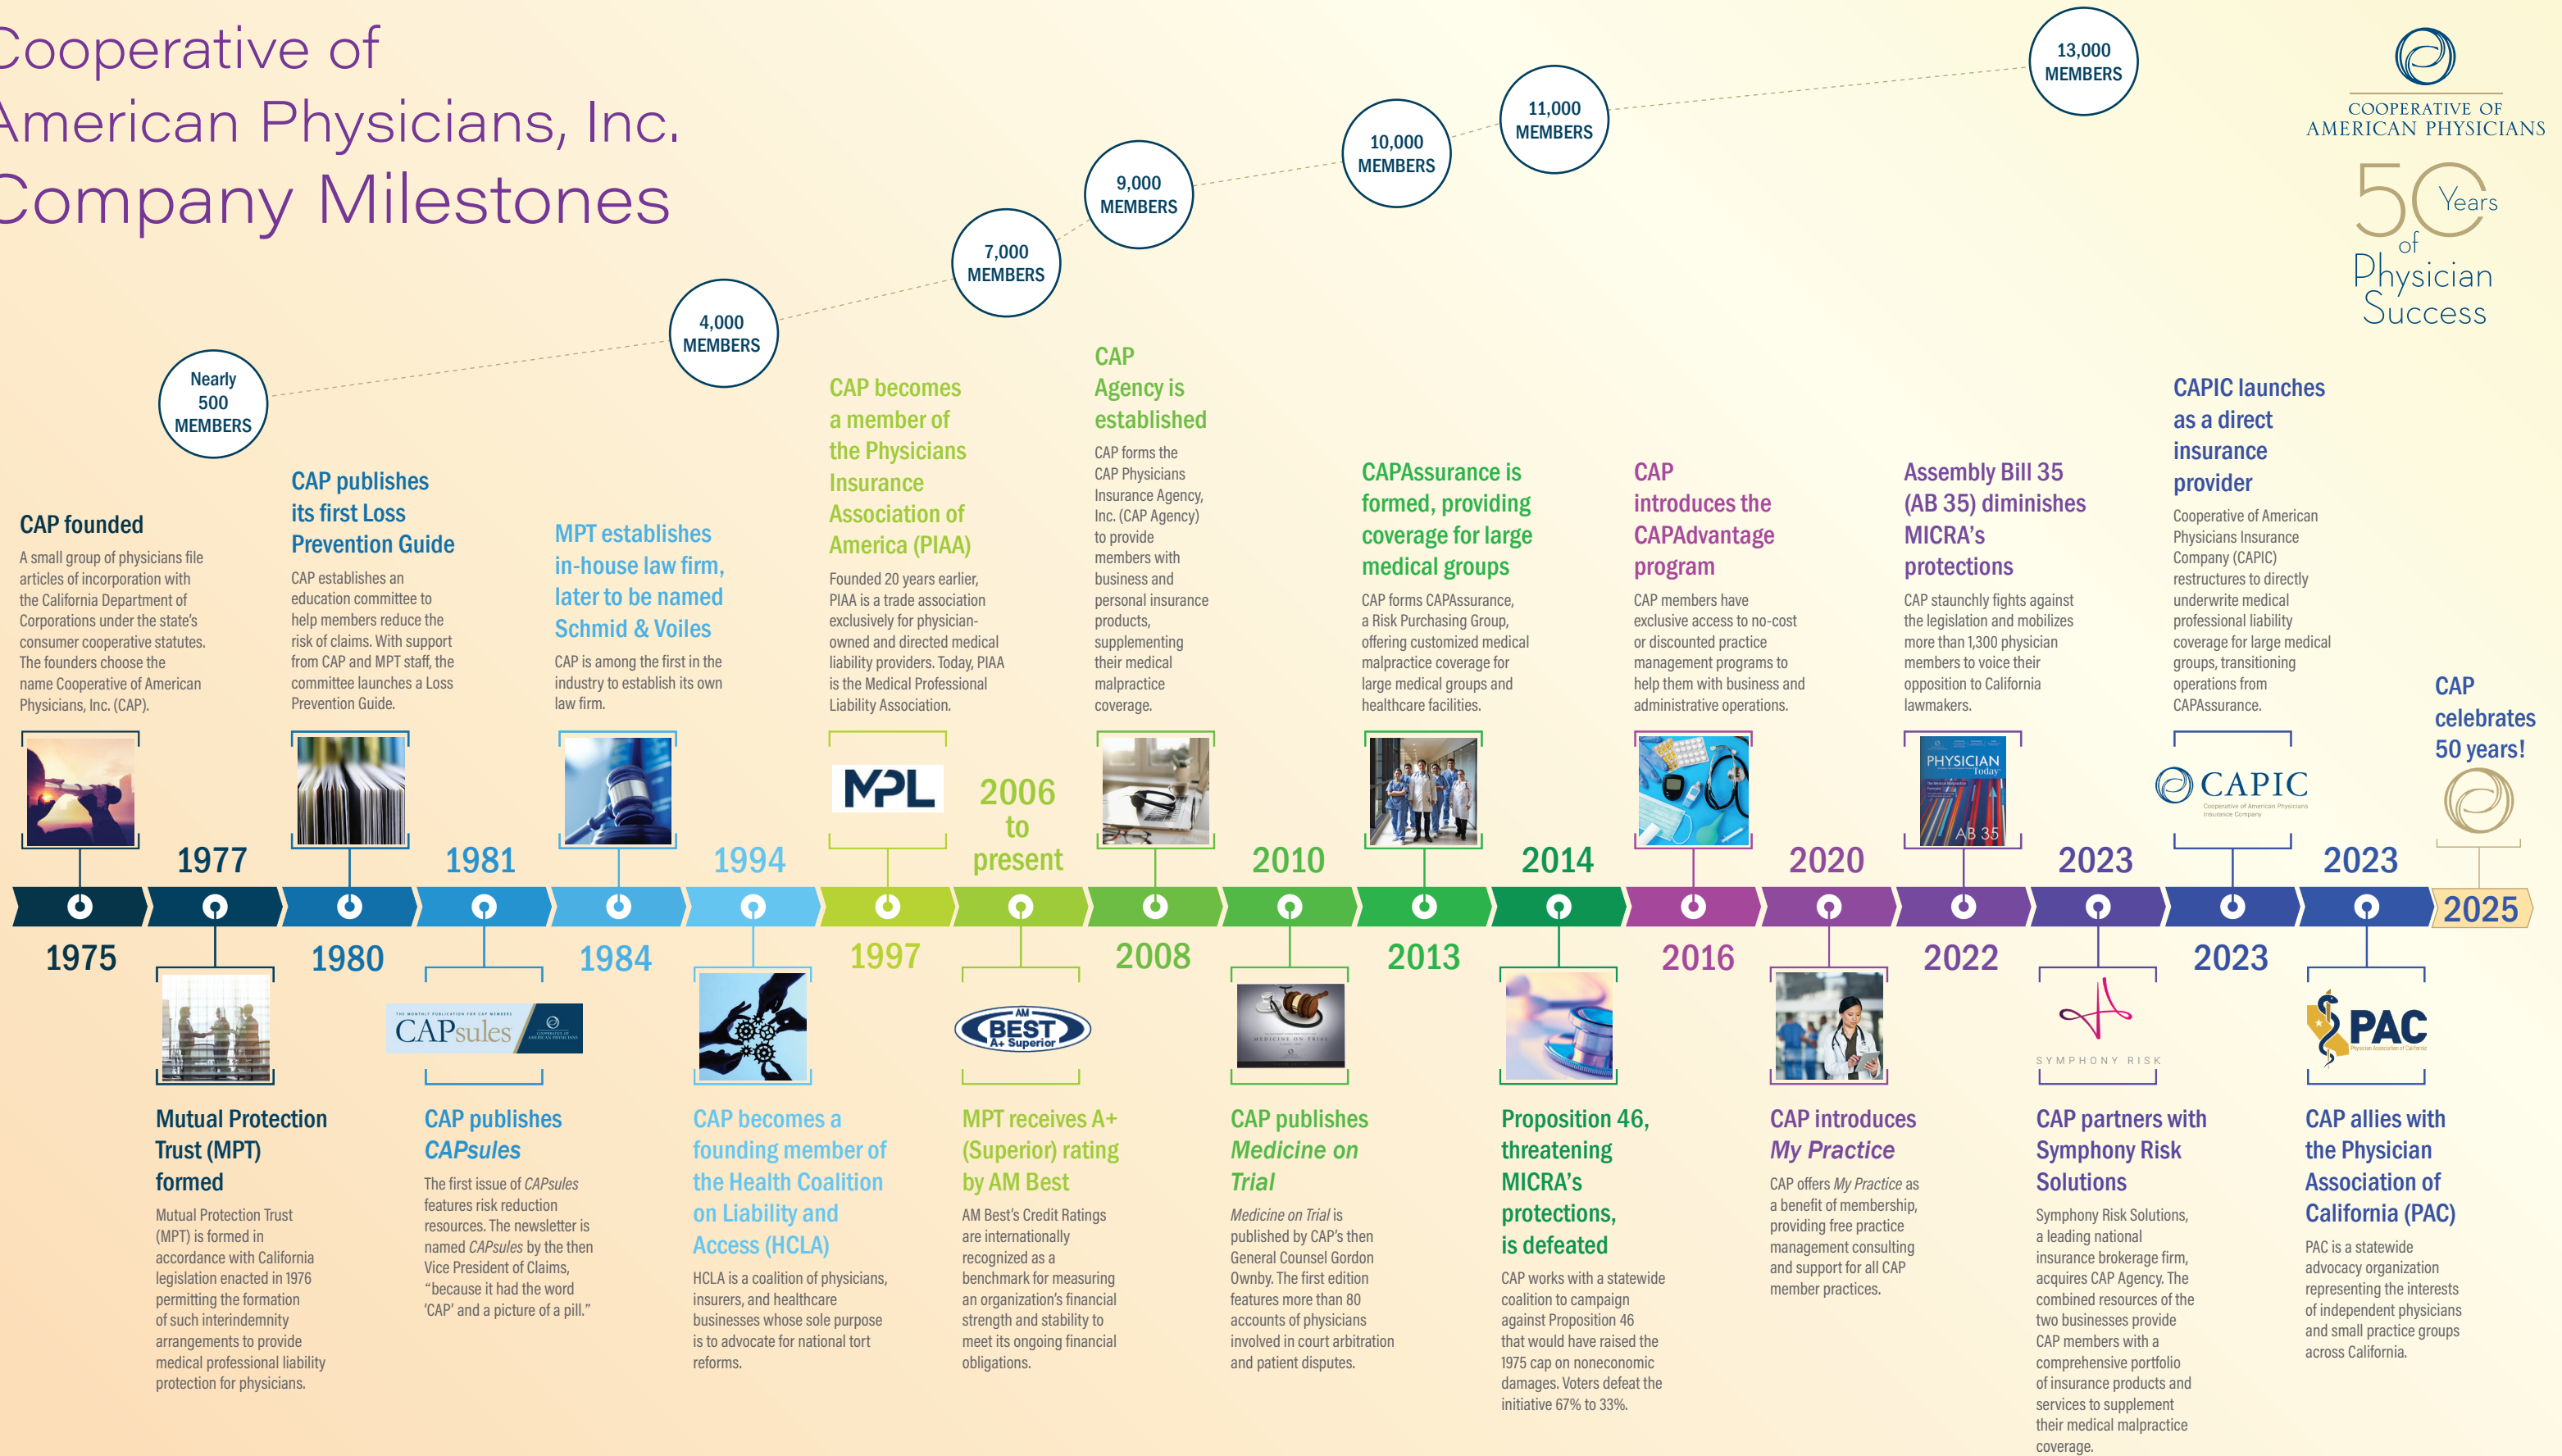 Cooperative of
American Physicians, Inc.
Company Milestones
Nearly
500
MEMBERS
4,000
MEMBERS
7,000
MEMBERS
9,000
MEMBERS
10,000
MEMBERS
11,000
MEMBERS
13,000
MEMBERS
COOPERATIVE OF
AMERICAN PHYSICIANS
50 Years
of
Physician
Success
CAP founded
A small group of physicians file
articles of incorporation with
the California Department of
Corporations under the state's
consumer cooperative statutes.
The founders choose the
name Cooperative of American
Physicians, Inc. (CAP).
1975
1977
Mutual Protection
Trust (MPT)
formed
Mutual Protection Trust
(MPT) is formed in
accordance with California
legislation enacted in 1976
permitting the formation
of such interindemnity
arrangements to provide
medical professional liability
protection for physicians.
CAP publishes
its first Loss
Prevention Guide
CAP establishes an
education committee to
help members reduce the
risk of claims. With support
from CAP and MPT staff, the
committee launches a Loss
Prevention Guide.
1980
1981
THE MONTHLY PUBLICATION FOR CAP MEMBERS
CAPsules
COOPERATIVE OF
AMERICAN PHYSICIANS
CAP publishes
CAPsules
The first issue of CAPsules
features risk reduction
resources. The newsletter is
named CAPsules by the then
Vice President of Claims,
“because it had the word
‘CAP’ and a picture of a pill.”
MPT establishes
in-house law firm,
later to be named
Schmid & Voiles
CAP is among the first in the
industry to establish its own
law firm.
1984
1994
CAP becomes a
founding member of
the Health Coalition
on Liability and
Access (HCLA)
HCLA is a coalition of physicians,
insurers, and healthcare
businesses whose sole purpose
is to advocate for national tort
reforms.
CAP becomes
a member of
the Physicians
Insurance
Association of
America (PIAA)
Founded 20 years earlier,
PIAA is a trade association
exclusively for physician-
owned and directed medical
liability providers. Today, PIAA
is the Medical Professional
Liability Association.
MPL
1997
2006
to
present
AM
BEST
A+ Superior
MPT receives A+
(Superior) rating
by AM Best
AM Best's Credit Ratings
are internationally
recognized as a
benchmark for measuring
an organization's financial
strength and stability to
meet its ongoing financial
obligations.
CAP
Agency is
established
CAP forms the
CAP Physicians
Insurance Agency,
Inc. (CAP Agency)
to provide
members with
business and
personal insurance
products,
supplementing
their medical
malpractice
coverage.
2008
2010
MEDICINE ON TRIAL
CAP publishes
Medicine on
Trial
Medicine on Trial is
published by CAP's then
General Counsel Gordon
Ownby. The first edition
features more than 80
accounts of physicians
involved in court arbitration
and patient disputes.
CAPAssurance is
formed, providing
coverage for large
medical groups
CAP forms CAPAssurance,
a Risk Purchasing Group,
offering customized medical
malpractice coverage for
large medical groups and
healthcare facilities.
2013
2014
Proposition 46,
threatening
MICRA's
protections,
is defeated
CAP works with a statewide
coalition to campaign
against Proposition 46
that would have raised the
1975 cap on noneconomic
damages. Voters defeat the
initiative 67% to 33%.
CAP
introduces the
CAPAdvantage
program
CAP members have
exclusive access to no-cost
or discounted practice
management programs to
help them with business and
administrative operations.
2016
2020
CAP introduces
My Practice
CAP offers My Practice as
a benefit of membership,
providing free practice
management consulting
and support for all CAP
member practices.
Assembly Bill 35
(AB 35) diminishes
MICRA's
protections
CAP staunchly fights against
the legislation and mobilizes
more than 1,300 physician
members to voice their
opposition to California
lawmakers.
PHYSICIAN
Today
AB 35
2022
2023
SYMPHONY RISK
CAP partners with
Symphony Risk
Solutions
Symphony Risk Solutions,
a leading national
insurance brokerage firm,
acquires CAP Agency. The
combined resources of the
two businesses provide
CAP members with a
comprehensive portfolio
of insurance products and
services to supplement
their medical malpractice
coverage.
CAPIC launches
as a direct
insurance
provider
Cooperative of American
Physicians Insurance
Company (CAPIC)
restructures to directly
underwrite medical
professional liability
coverage for large medical
groups, transitioning
operations from
CAPAssurance.
CAPIC
Cooperative of American Physicians
Insurance Company
2023
2023
PAC
Physician Association of California
CAP allies with
the Physician
Association of
California (PAC)
PAC is a statewide
advocacy organization
representing the interests
of independent physicians
and small practice groups
across California.
CAP
celebrates
50 years!
2025